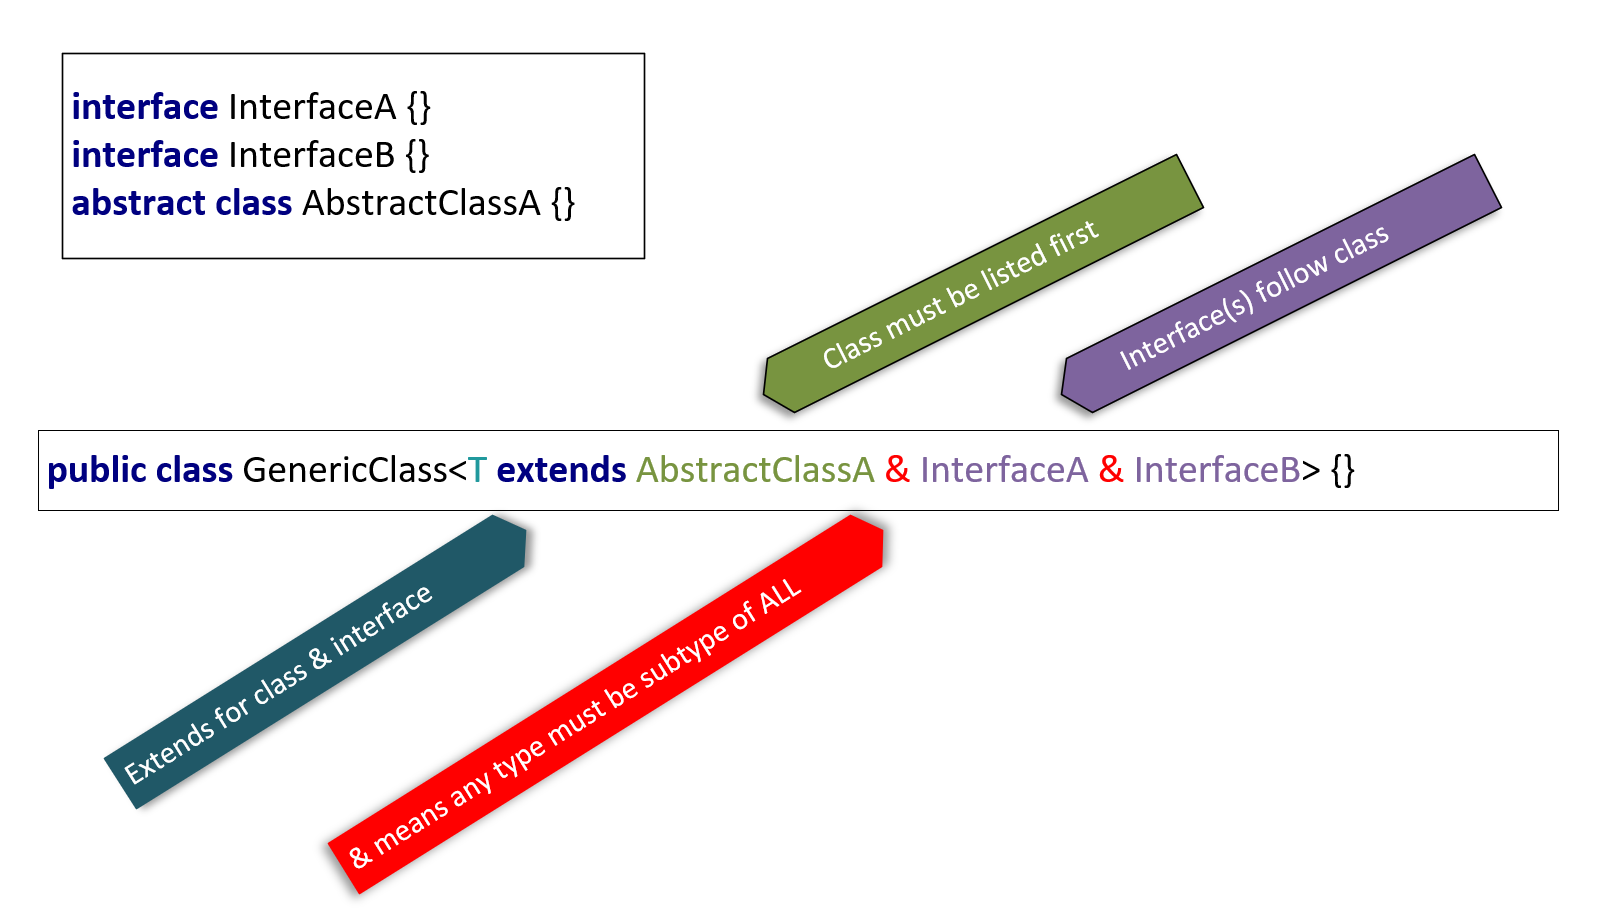 interface InterfaceA {}
interface InterfaceB {}
abstract class AbstractClassA {}
Class must be listed first
Interface(s) follow class
public class GenericClass<T extends AbstractClassA & InterfaceA & InterfaceB> {}
Extends for class & interface
& means any type must be subtype of ALL